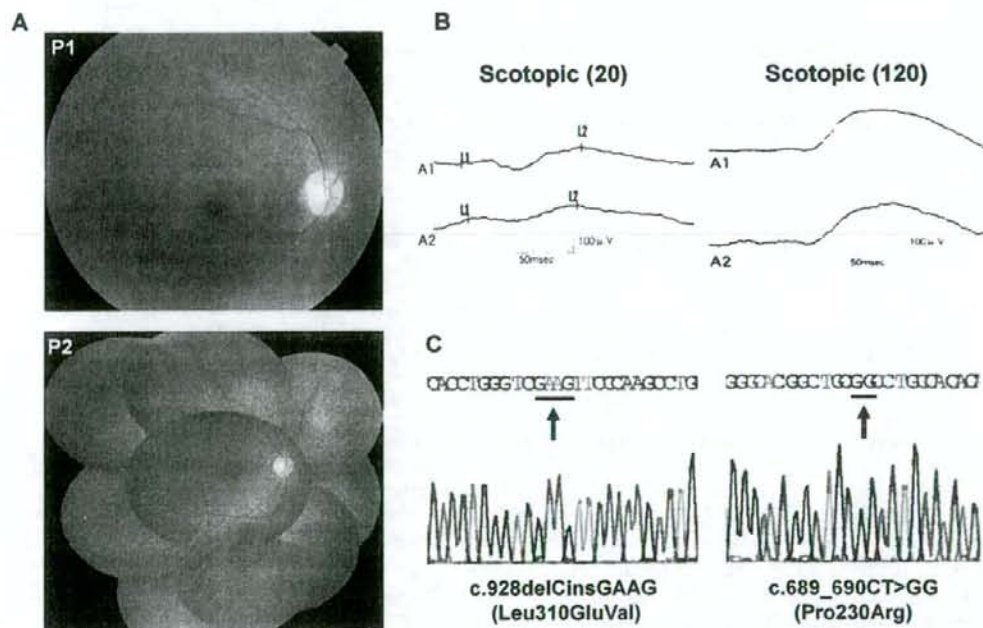 A
P1
P2
B
Scotopic (20)
Scotopic (120)
L1
L2
A1
L1
L2
A2
100μV
50msec
A1
A2
100μV
50msec
C
CACCTGGGTCGAAGTTCCCAAGCCTG
c.928delCinsGAAG
(Leu310GluVal)
c.689_690CT>GG
(Pro230Arg)